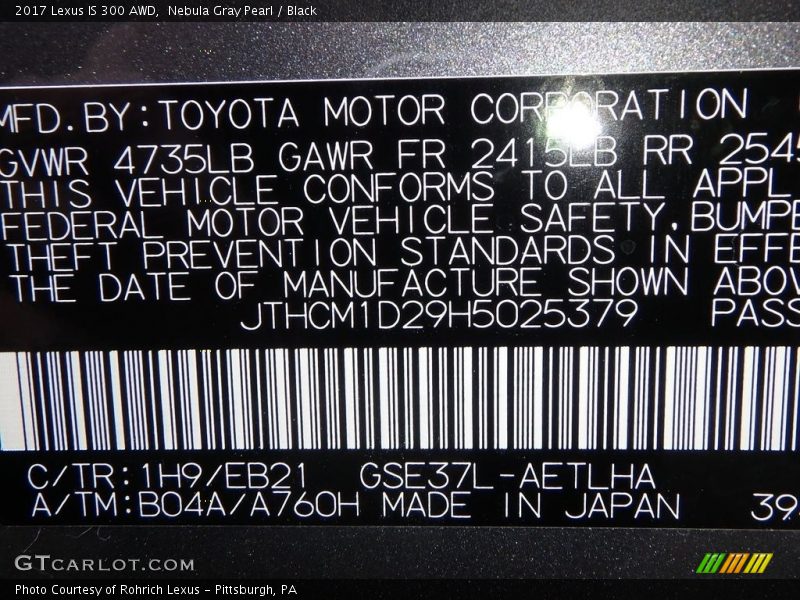 2017 Lexus IS 300 AWD,  Nebula Gray Pearl / Black
MFD.BY:TOYOTA MOTOR CORPORATION
GVWR 4735LB GAWR FR 2415LB RR 2545
THIS VEHICLE CONFORMS TO ALL APPL
FEDERAL MOTOR VEHICLE SAFETY,BUMPE
THEFT PREVENTION STANDARDS IN EFFE
THE DATE OF MANUFACTURE SHOWN ABOV
JTHCM1D29H5025379 PASS
C/TR:1H9/EB21 GSE37L-AETLHA
A/TM:B04A/A760H MADE IN JAPAN 39
GTCARLOT.COM
Photo Courtesy of Rohrich Lexus – Pittsburgh, PA